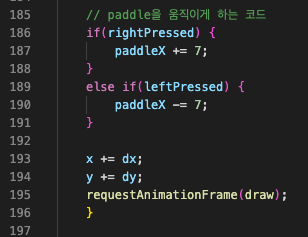 185 // paddle을 움직이게 하는 코드
186 if(rightPressed) {
187 paddleX += 7;
188 }
189 else if(leftPressed) {
190 paddleX -= 7;
191 }
192
193 x += dx;
194 y += dy;
195 requestAnimationFrame(draw);
196 }
197